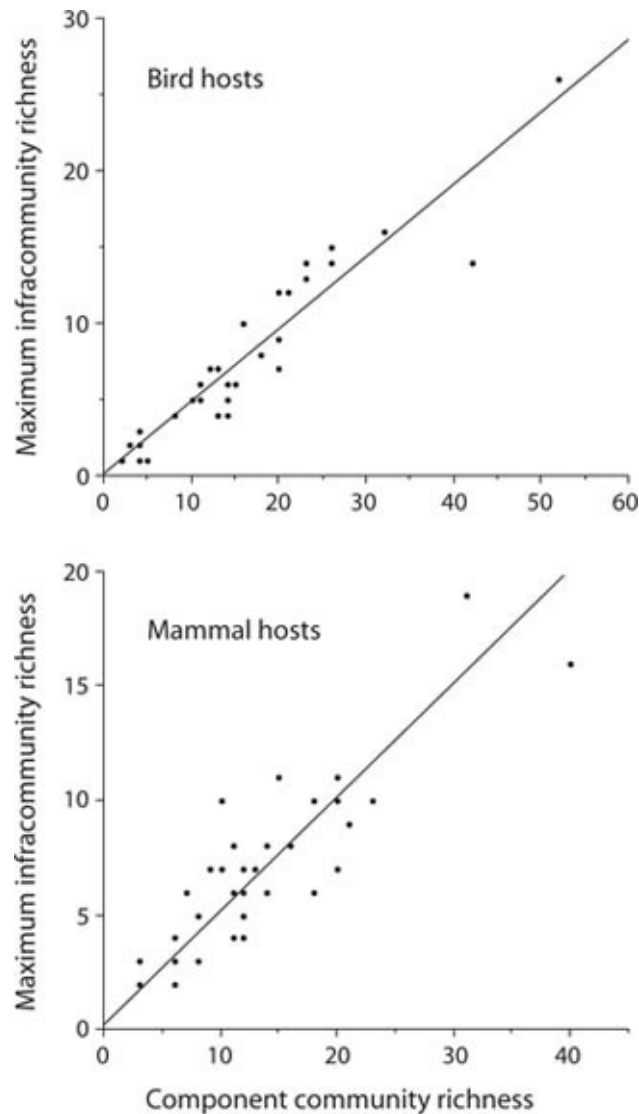 30
Bird hosts
20
10
0
Maximum infracommunity richness
0 10 20 30 40 50 60
20
Mammal hosts
15
10
5
0
Maximum infracommunity richness
0 10 20 30 40
Component community richness